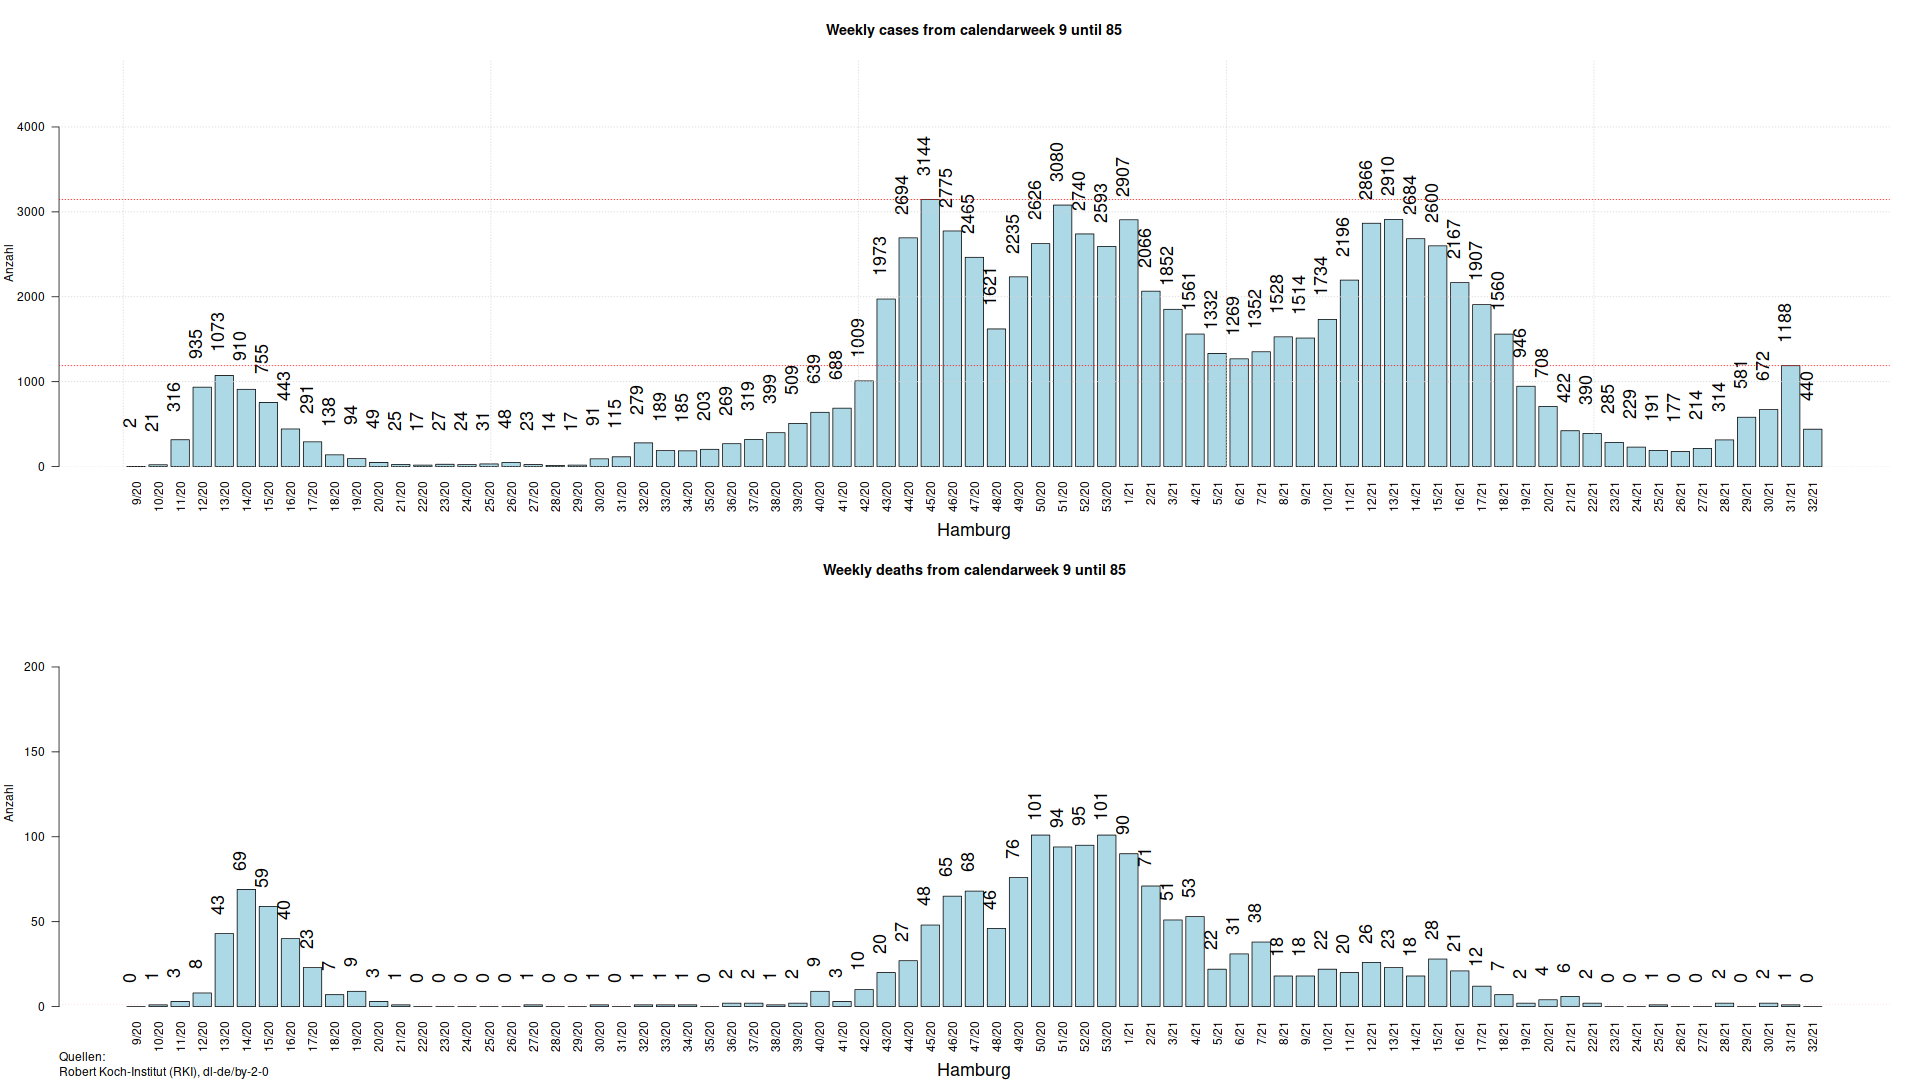 Weekly cases from calendarweek 9 until 85
Anzahl
4000
3000
2000
1000
0
2 21 316 935 1073 910 755 443 291 138 94 49 25 17 27 24 31 48 23 14 17 91 115 279 189 185 203 269 319 399 509 639 688 1009 1973 2694 3144 2775 2465 1621 2235 2626 3080 2740 2593 2907 2066 1852 1561 1332 1269 1352 1528 1514 1734 2196 2866 2910 2684 2600 2167 1907 1560 946 708 422 390 285 229 191 177 214 314 581 672 1188 440
9/20 10/20 11/20 12/20 13/20 14/20 15/20 16/20 17/20 18/20 19/20 20/20 21/20 22/20 23/20 24/20 25/20 26/20 27/20 28/20 29/20 30/20 31/20 32/20 33/20 34/20 35/20 36/20 37/20 38/20 39/20 40/20 41/20 42/20 43/20 44/20 45/20 46/20 47/20 48/20 49/20 50/20 51/20 52/20 53/20 1/21 2/21 3/21 4/21 5/21 6/21 7/21 8/21 9/21 10/21 11/21 12/21 13/21 14/21 15/21 16/21 17/21 18/21 19/21 20/21 21/21 22/21 23/21 24/21 25/21 26/21 27/21 28/21 29/21 30/21 31/21 32/21
Hamburg
Weekly deaths from calendarweek 9 until 85
Anzahl
200
150
100
50
0
0 1 3 8 43 69 59 40 23 7 9 3 1 0 0 0 0 0 1 0 0 1 0 1 1 1 0 2 2 1 2 9 3 10 20 27 48 65 68 46 76 101 94 95 101 90 71 51 53 22 31 38 18 18 22 20 26 23 18 28 21 12 7 2 4 6 2 0 0 1 0 0 2 0 2 1 0
9/20 10/20 11/20 12/20 13/20 14/20 15/20 16/20 17/20 18/20 19/20 20/20 21/20 22/20 23/20 24/20 25/20 26/20 27/20 28/20 29/20 30/20 31/20 32/20 33/20 34/20 35/20 36/20 37/20 38/20 39/20 40/20 41/20 42/20 43/20 44/20 45/20 46/20 47/20 48/20 49/20 50/20 51/20 52/20 53/20 1/21 2/21 3/21 4/21 5/21 6/21 7/21 8/21 9/21 10/21 11/21 12/21 13/21 14/21 15/21 16/21 17/21 18/21 19/21 20/21 21/21 22/21 23/21 24/21 25/21 26/21 27/21 28/21 29/21 30/21 31/21 32/21
Hamburg
Quellen:
Robert Koch-Institut (RKI), dl-de/by-2-0